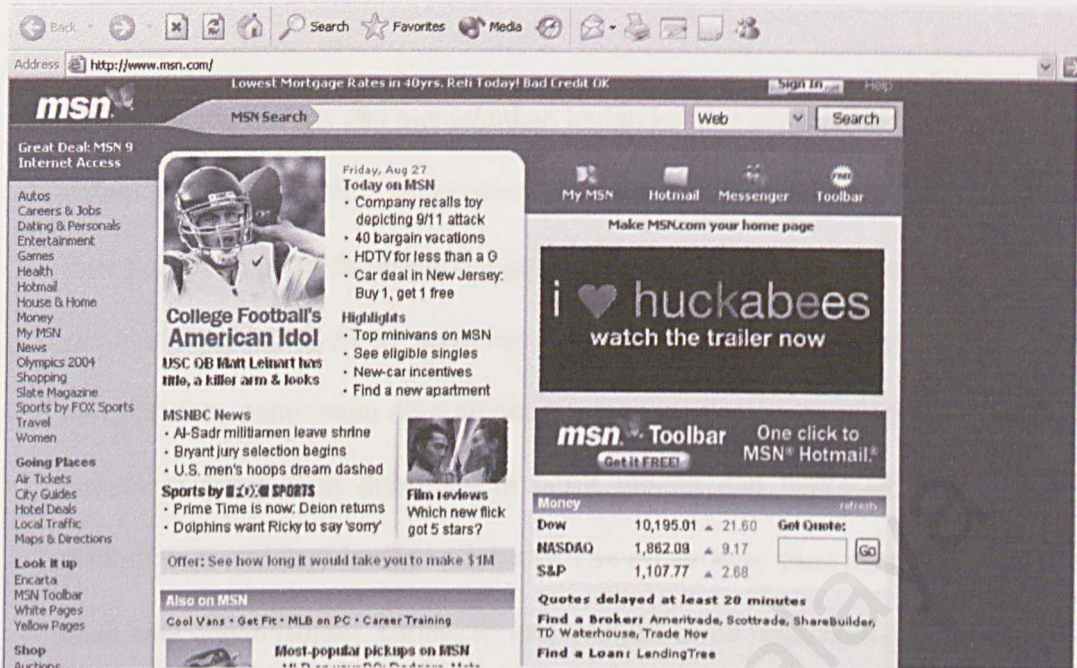 Back Search Favorites Media
Address http://www.msn.com/
Lowest Mortgage Rates in 40yrs. Refi Today! Bad Credit OK
Sign In Help
msn
MSN Search Web Search
Great Deal: MSN 9
Internet Access
Autos
Careers & Jobs
Dating & Personals
Entertainment
Games
Health
Hotmail
House & Home
Money
My MSN
News
Olympics 2004
Shopping
Slate Magazine
Sports by FOX Sports
Travel
Women
Going Places
Air Tickets
City Guides
Hotel Deals
Local Traffic
Maps & Directions
Look it up
Encarta
MSN Toolbar
White Pages
Yellow Pages
Shop
Auctions
College Football's
American Idol
USC QB Matt Leinart has
title, a killer arm & looks
Friday, Aug 27
Today on MSN
· Company recalls toy
depicting 9/11 attack
· 40 bargain vacations
· HDTV for less than a G
· Car deal in New Jersey:
Buy 1, get 1 free
Highlights
· Top minivans on MSN
· See eligible singles
· New-car incentives
· Find a new apartment
MSNBC News
· Al-Sadr militiamen leave shrine
· Bryant jury selection begins
· U.S. men's hoops dream dashed
Sports by FOX SPORTS
· Prime Time is now: Deion returns
· Dolphins want Ricky to say 'sorry'
Film reviews
Which new flick
got 5 stars?
Offer: See how long it would take you to make $1M
Also on MSN
Cool Vans · Get Fit · MLB on PC · Career Training
Most-popular pickups on MSN
My MSN Hotmail Messenger Toolbar
FREE
Make MSN.com your home page
i huckabees
watch the trailer now
msn Toolbar
Get it FREE!
One click to
MSN® Hotmail.®
Money refresh
Dow 10,195.01 21.60 Get Quote:
NASDAQ 1,862.09 9.17 Go
S&P 1,107.77 2.68
Quotes delayed at least 20 minutes
Find a Broker: Ameritrade, Scottrade, ShareBuilder,
TD Waterhouse, Trade Now
Find a Loan: LendingTree